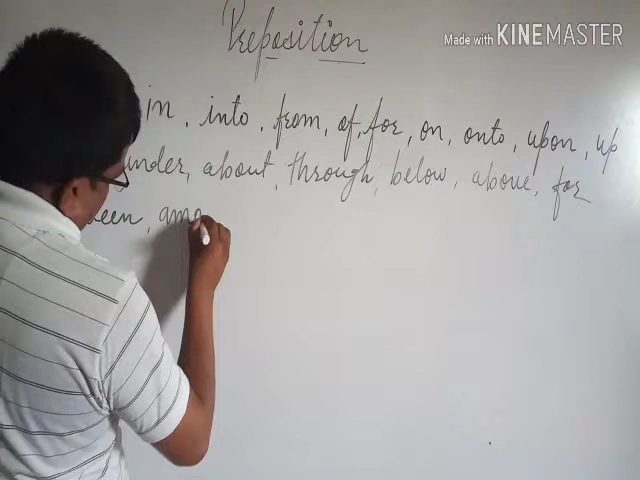 Made with KINEMASTER
Preposition
in, into, from, of, for, on, onto, upon, up
under, about, through, below, above, for
een, amo